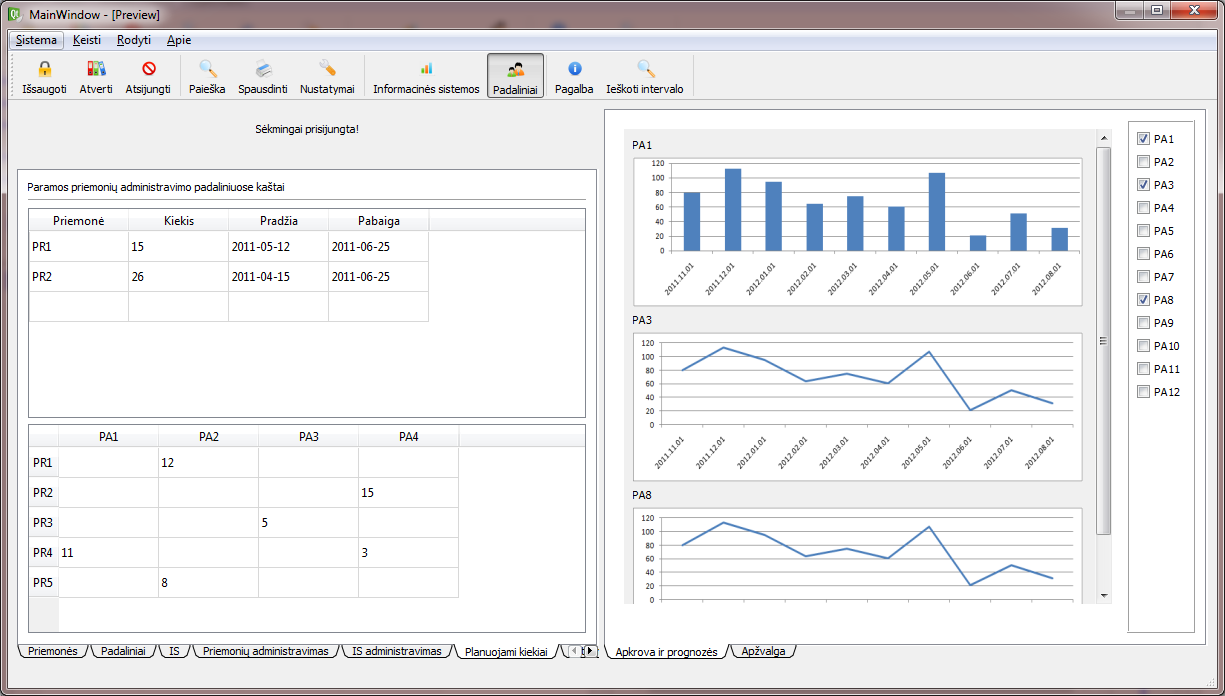 MainWindow - [Preview]
Sistema Keisti Rodyti Apie
Išsaugoti Atverti Atsijungti Paieška Spausdinti Nustatymai Informacinės sistemos Padaliniai Pagalba Ieškoti intervalo
Sėkmingai prisijungta!
Paramos priemonių administravimo padaliniuose kaštai
Priemonė Kiekis Pradžia Pabaiga
PR1 15 2011-05-12 2011-06-25
PR2 26 2011-04-15 2011-06-25
PA1 PA2 PA3 PA4
PR1 12
PR2 15
PR3 5
PR4 11 3
PR5 8
Priemonės Padaliniai IS Priemonių administravimas IS administravimas Planuojami kiekiai
PA1
120
100
80
60
40
20
0
2011.11.01 2011.12.01 2012.01.01 2012.02.01 2012.03.01 2012.04.01 2012.05.01 2012.06.01 2012.07.01 2012.08.01
PA3
120
100
80
60
40
20
0
2011.11.01 2011.12.01 2012.01.01 2012.02.01 2012.03.01 2012.04.01 2012.05.01 2012.06.01 2012.07.01 2012.08.01
PA8
120
100
80
60
40
20
0
PA1
PA2
PA3
PA4
PA5
PA6
PA7
PA8
PA9
PA10
PA11
PA12
Apkrova ir prognozės Apžvalga